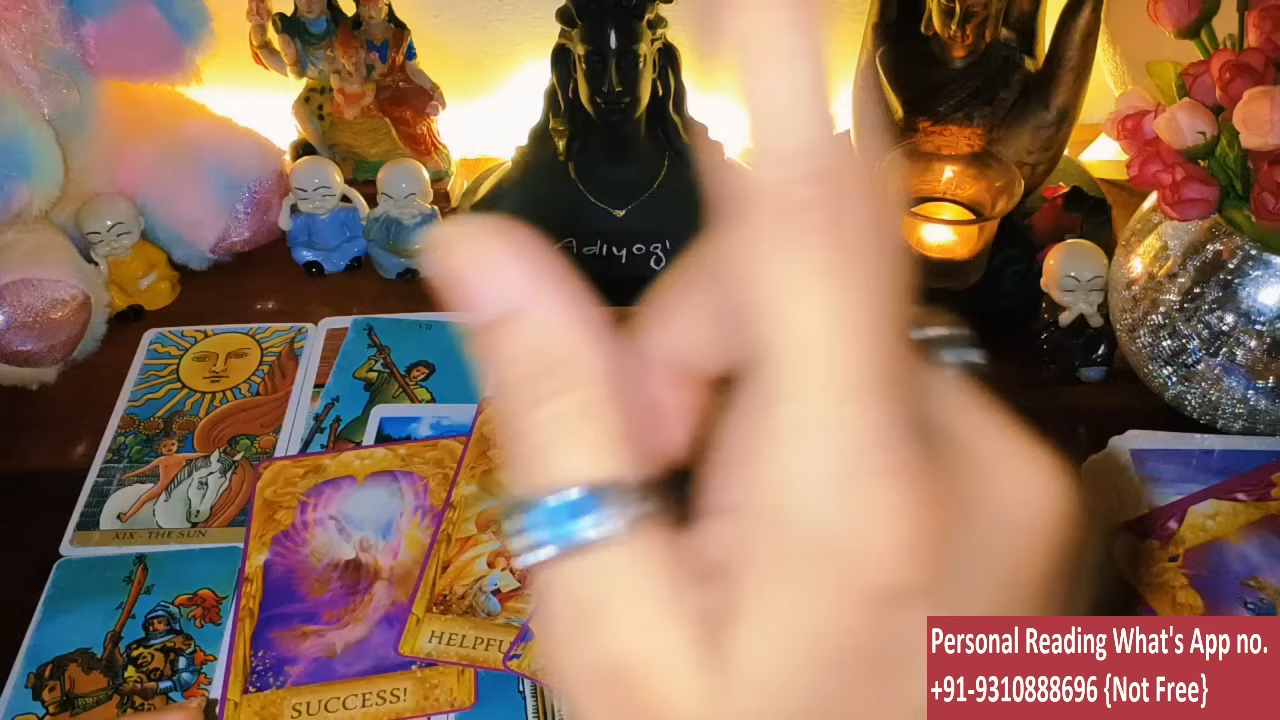 Adiyogi
VII
XIX - THE SUN
HELPFU
SUCCESS!
Personal Reading What's App no.
+91-9310888696 {Not Free}